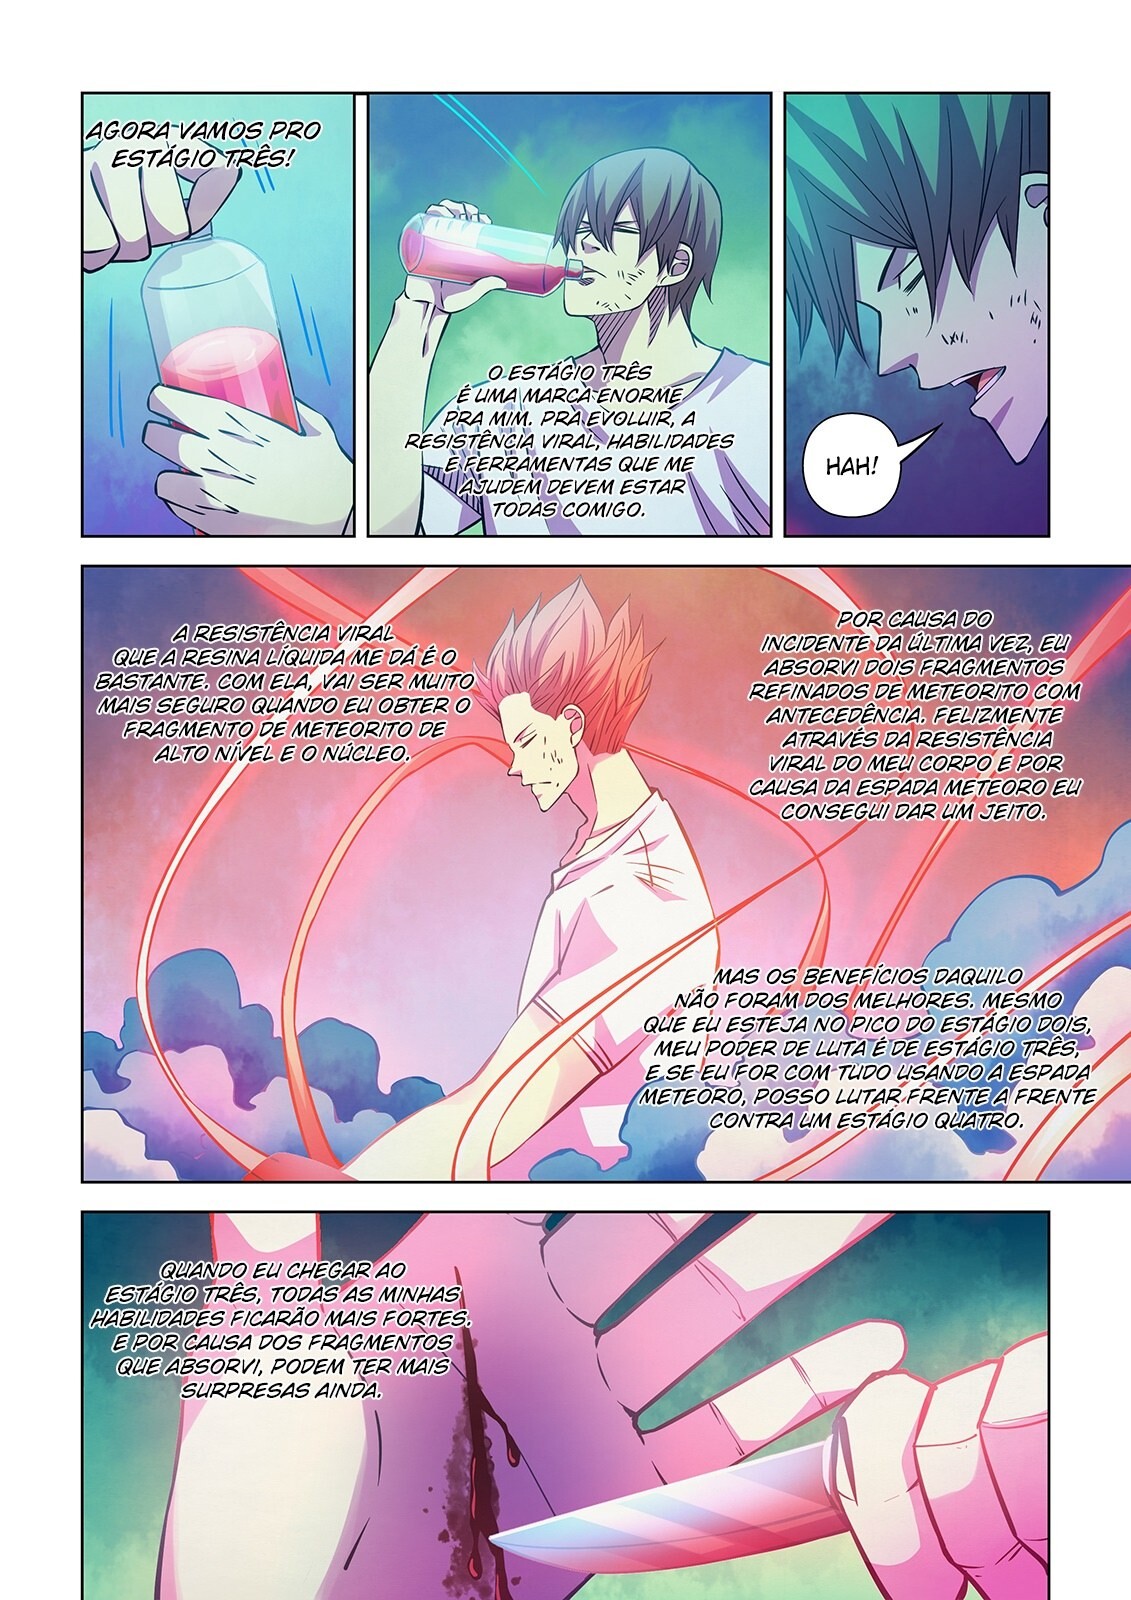 AGORA VAMOS PRO
ESTÁGIO TRÊS!
O ESTÁGIO TRÊS
É UMA MARCA ENORME
PRA MIM. PRA EVOLUIR, A
RESISTÊNCIA VIRAL, HABILIDADES
E FERRAMENTAS QUE ME
AJUDEM DEVEM ESTAR
TODAS COMIGO.
HAH!
A RESISTÊNCIA VIRAL
QUE A RESINA LÍQUIDA ME DÁ É O
BASTANTE. COM ELA, VAI SER MUITO
MAIS SEGURO QUANDO EU OBTER O
FRAGMENTO DE METEORITO DE
ALTO NÍVEL E O NÚCLEO.
POR CAUSA DO
INCIDENTE DA ÚLTIMA VEZ, EU
ABSORVI DOIS FRAGMENTOS
REFINADOS DE METEORITO COM
ANTECEDÊNCIA. FELIZMENTE
ATRAVÉS DA RESISTÊNCIA
VIRAL DO MEU CORPO E POR
CAUSA DA ESPADA METEORO EU
CONSEGUI DAR UM JEITO.
MAS OS BENEFÍCIOS DAQUILO
NÃO FORAM DOS MELHORES. MESMO
QUE EU ESTEJA NO PICO DO ESTÁGIO DOIS,
MEU PODER DE LUTA É DE ESTÁGIO TRÊS,
E SE EU FOR COM TUDO USANDO A ESPADA
METEORO, POSSO LUTAR FRENTE A FRENTE
CONTRA UM ESTÁGIO QUATRO.
QUANDO EU CHEGAR AO
ESTÁGIO TRÊS, TODAS AS MINHAS
HABILIDADES FICARÃO MAIS FORTES.
E POR CAUSA DOS FRAGMENTOS
QUE ABSORVI, PODEM TER MAIS
SURPRESAS AINDA.